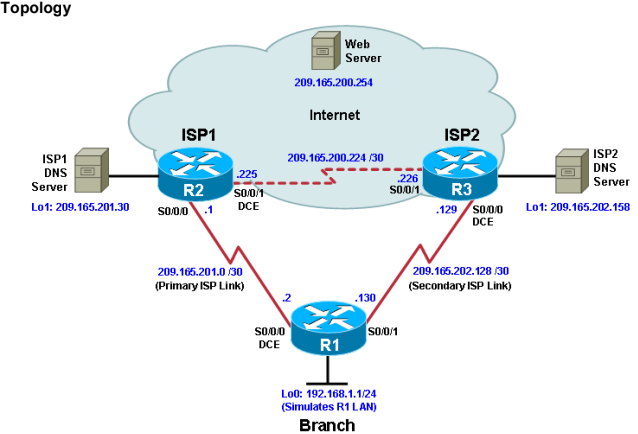 Topology
Web
Server
209.165.200.254
Internet
ISP1
ISP2
ISP1
DNS
Server
ISP2
DNS
Server
209.165.200.224 /30
.225
.226
R2
R3
S0/0/1
DCE
S0/0/1
Lo1: 209.165.201.30
S0/0/0
.1
.129
S0/0/0
DCE
Lo1: 209.165.202.158
209.165.201.0 /30
(Primary ISP Link)
209.165.202.128 /30
(Secondary ISP Link)
.2
.130
S0/0/0
DCE
S0/0/1
R1
Lo0: 192.168.1.1/24
(Simulates R1 LAN)
Branch